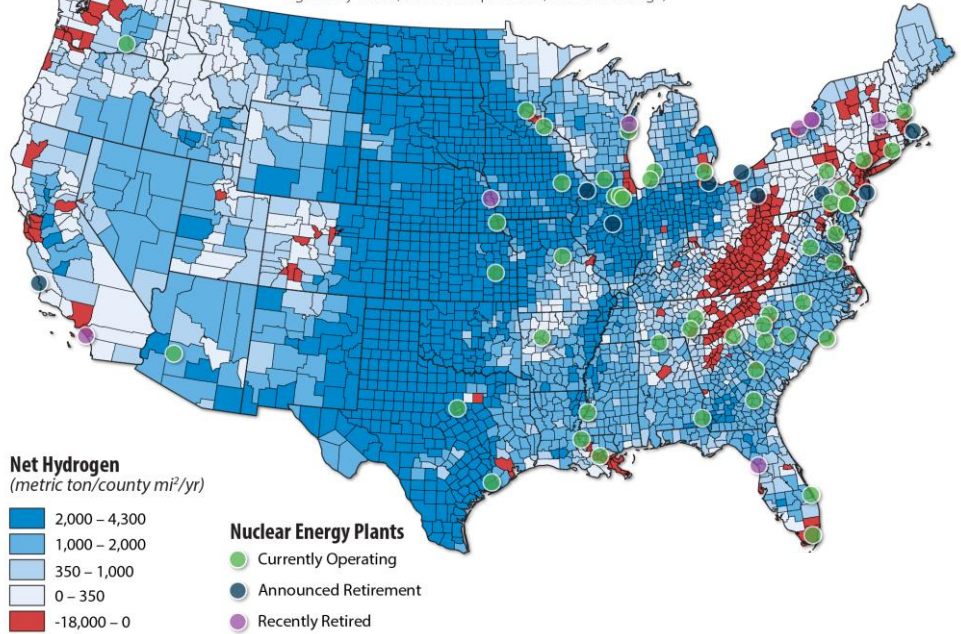 Net Hydrogen
(metric ton/county mi²/yr)
2,000 – 4,300
1,000 – 2,000
350 – 1,000
0 – 350
-18,000 – 0
Nuclear Energy Plants
Currently Operating
Announced Retirement
Recently Retired